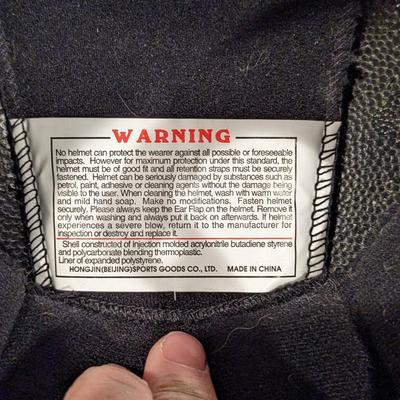 WARNING
No helmet can protect the wearer against all possible or foreseeable
impacts. However for maximum protection under this standard, the
helmet must be of good fit and all retention straps must be securely
fastened. Helmet can be seriously damaged by substances such as
petrol, paint, adhesive or cleaning agents without the damage being
visible to the user. When cleaning the helmet, wash with warm water
and mild hand soap. Make no modifications. Fasten helmet
securely. Please always keep the Ear Flap on the helmet. Remove it
only when washing and always put it back on afterwards. If helmet
experiences a severe blow, return it to the manufacturer for
inspection or destroy and replace it.
Shell constructed of injection molded acrylonitrile butadiene styrene
and polycarbonate blending thermoplastic.
Liner of expanded polystyrene.
HONGJIN(BEIJING)SPORTS GOODS CO., LTD. MADE IN CHINA